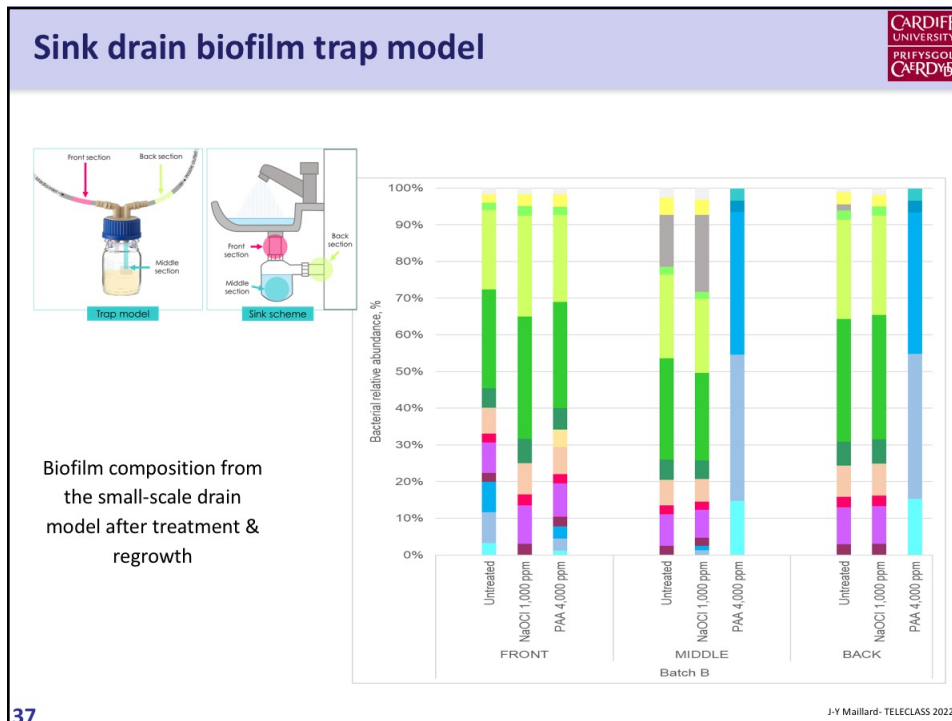 Sink drain biofilm trap model
CARDIFF
UNIVERSITY
PRIFYSGOL
Front section
Back section
Middle
section
Trap model
Front
section
Back
section
Middle
section
Sink scheme
Biofilm composition from
the small-scale drain
model after treatment &
regrowth
Bacterial relative abundance, %
100%
90%
80%
70%
60%
50%
40%
30%
20%
10%
0%
Untreated
NaOCl 1,000 ppm
PAA 4,000 ppm
Untreated
NaOCl 1,000 ppm
PAA 4,000 ppm
Untreated
NaOCl 1,000 ppm
PAA 4,000 ppm
FRONT
MIDDLE
BACK
Batch B
37
J-Y Maillard- TELECLASS 2022